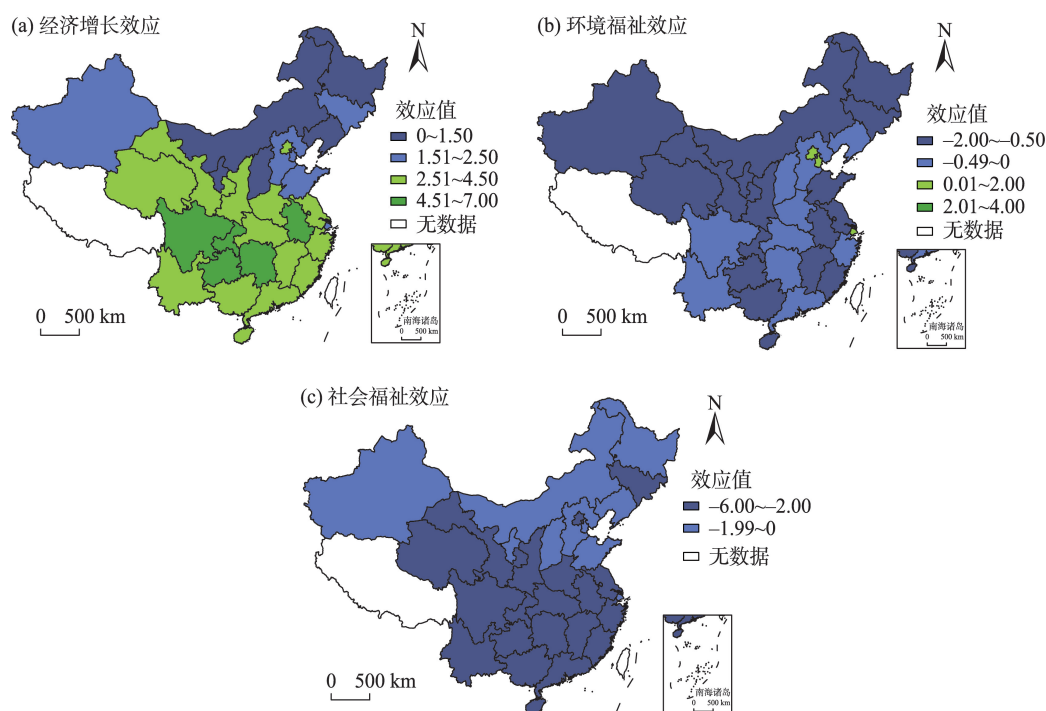 (a) 经济增长效应
N
效应值
0~1.50
1.51~2.50
2.51~4.50
4.51~7.00
无数据
0 500 km
南海诸岛
0 500 km
(b) 环境福祉效应
N
效应值
–2.00~–0.50
–0.49~0
0.01~2.00
2.01~4.00
无数据
0 500 km
南海诸岛
0 500 km
(c) 社会福祉效应
N
效应值
–6.00~–2.00
–1.99~0
无数据
0 500 km
南海诸岛
0 500 km